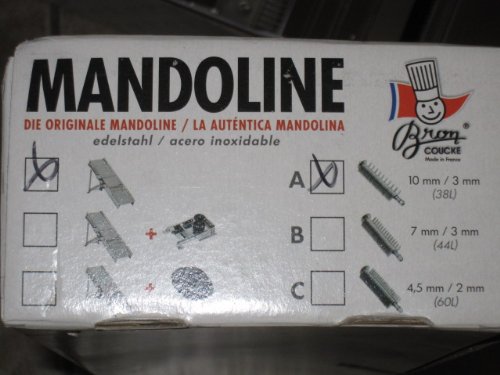 MANDOLINE
DIE ORIGINALE MANDOLINE / LA AUTÉNTICA MANDOLINA
edelstahl / acero inoxidable
Bron®
COUCKE
Made in France
+
+
A 10 mm / 3 mm
(38L)
B 7 mm / 3 mm
(44L)
C 4,5 mm / 2 mm
(60L)